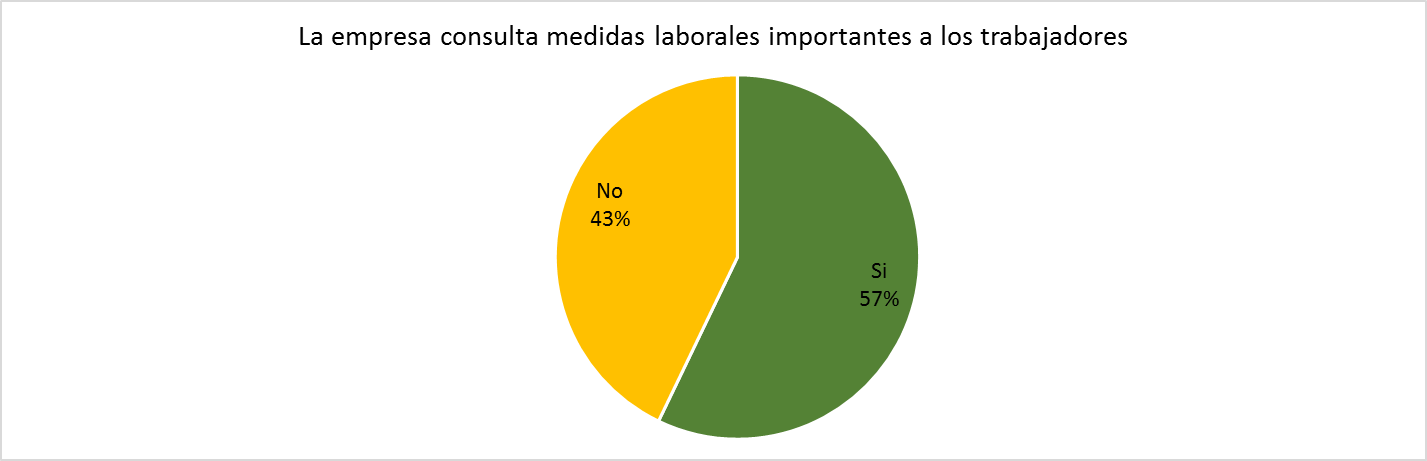 La empresa consulta medidas laborales importantes a los trabajadores
No
43%
Si
57%